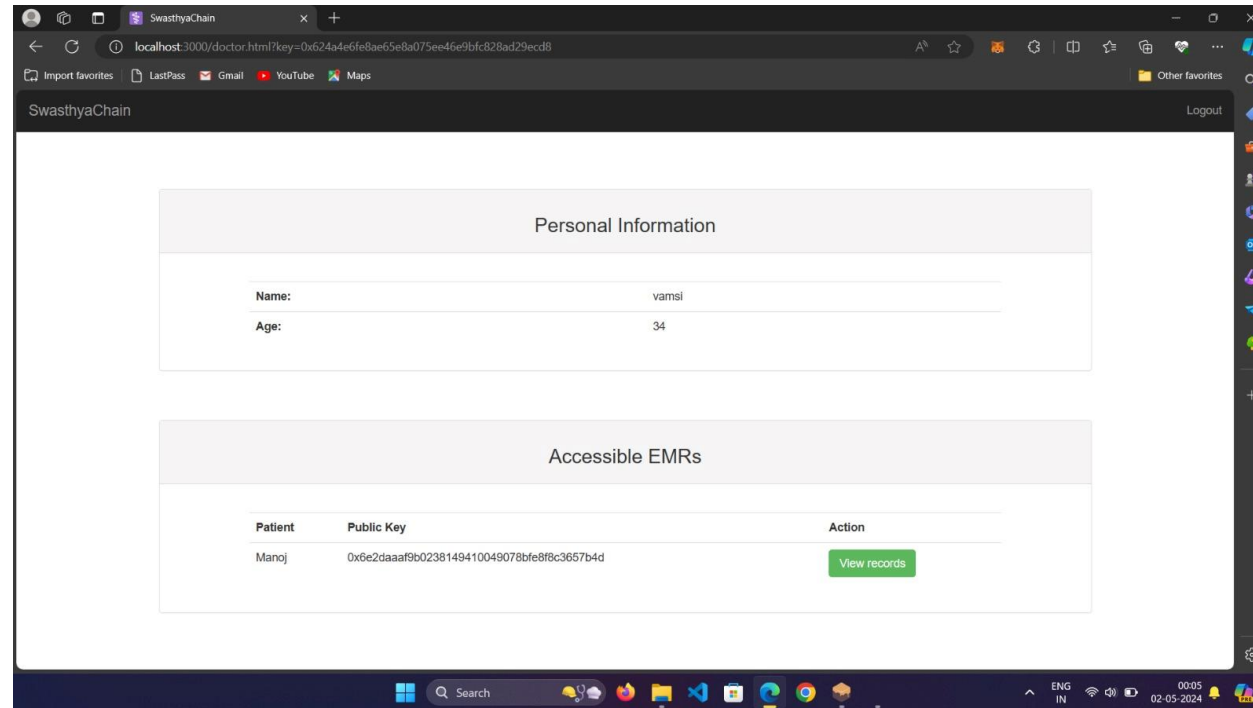 SwasthyaChain
localhost:3000/doctor.html?key=0x624a4e6fe8ae65e8a075ee46e9bfc828ad29ecd8
Import favorites LastPass Gmail YouTube Maps Other favorites
SwasthyaChain Logout
Personal Information
Name: vamsi
Age: 34
Accessible EMRs
Patient Public Key Action
Manoj 0x6e2daaaf9b0238149410049078bfe8f8c3657b4d View records
Search ENG 00:05
IN 02-05-2024